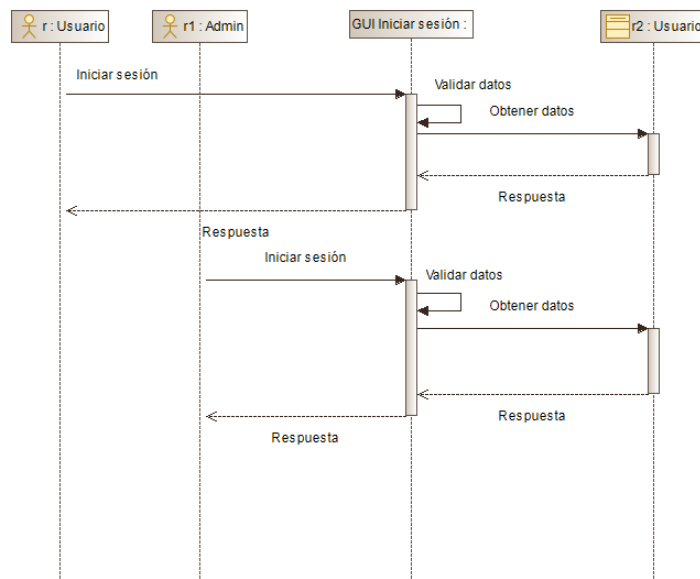 r : Usuario
r1 : Admin
GUI Iniciar sesión :
r2 : Usuario
Iniciar sesión
Validar datos
Obtener datos
Respuesta
Respuesta
Iniciar sesión
Validar datos
Obtener datos
Respuesta
Respuesta